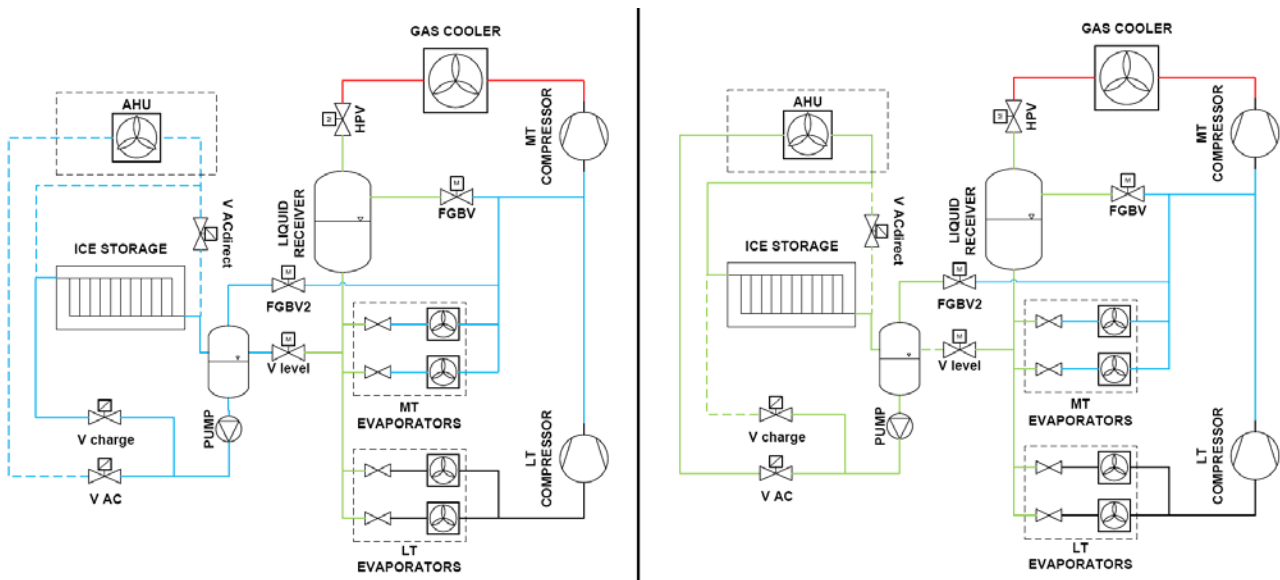 GAS COOLER
AHU
M
HPV
MT
COMPRESSOR
M
FGBV
LIQUID
RECEIVER
V ACdirect
ICE STORAGE
M
FGBV2
M
V level
MT
EVAPORATORS
PUMP
V charge
V AC
LT
COMPRESSOR
LT
EVAPORATORS
GAS COOLER
AHU
M
HPV
MT
COMPRESSOR
M
FGBV
LIQUID
RECEIVER
V ACdirect
ICE STORAGE
M
FGBV2
M
V level
MT
EVAPORATORS
PUMP
V charge
V AC
LT
COMPRESSOR
LT
EVAPORATORS